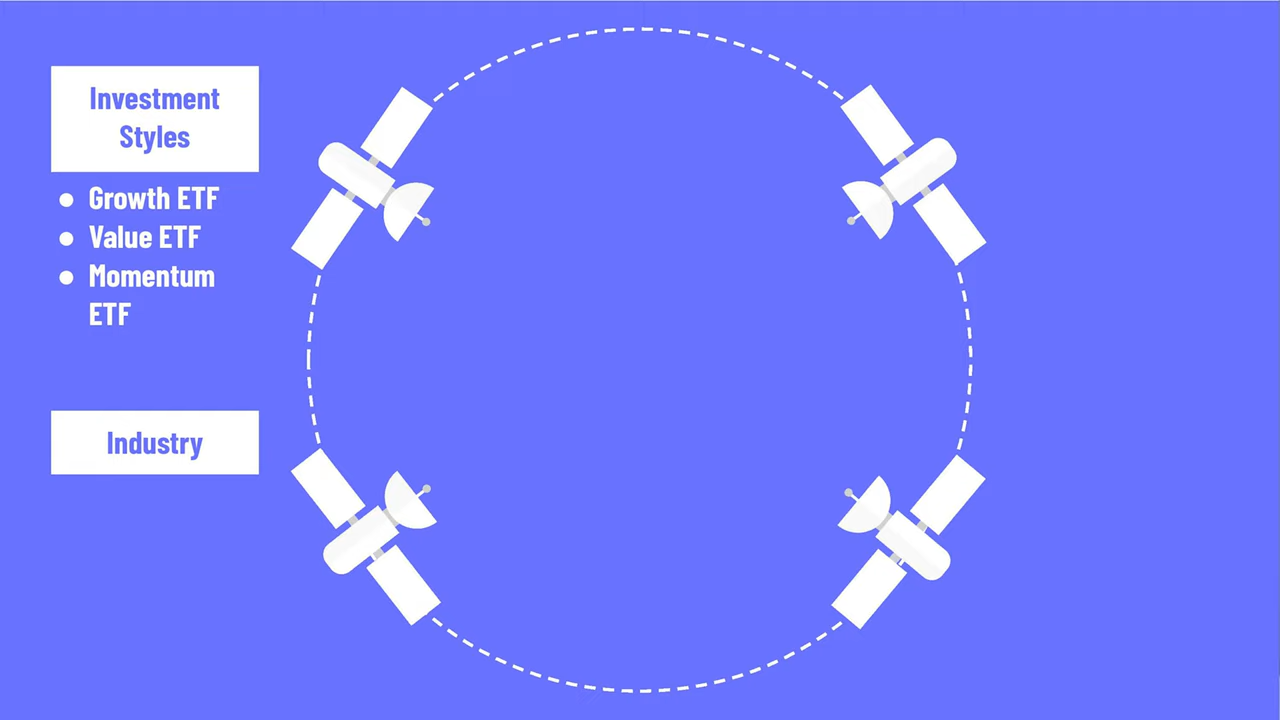 Investment
Styles
● Growth ETF
● Value ETF
● Momentum
ETF
Industry